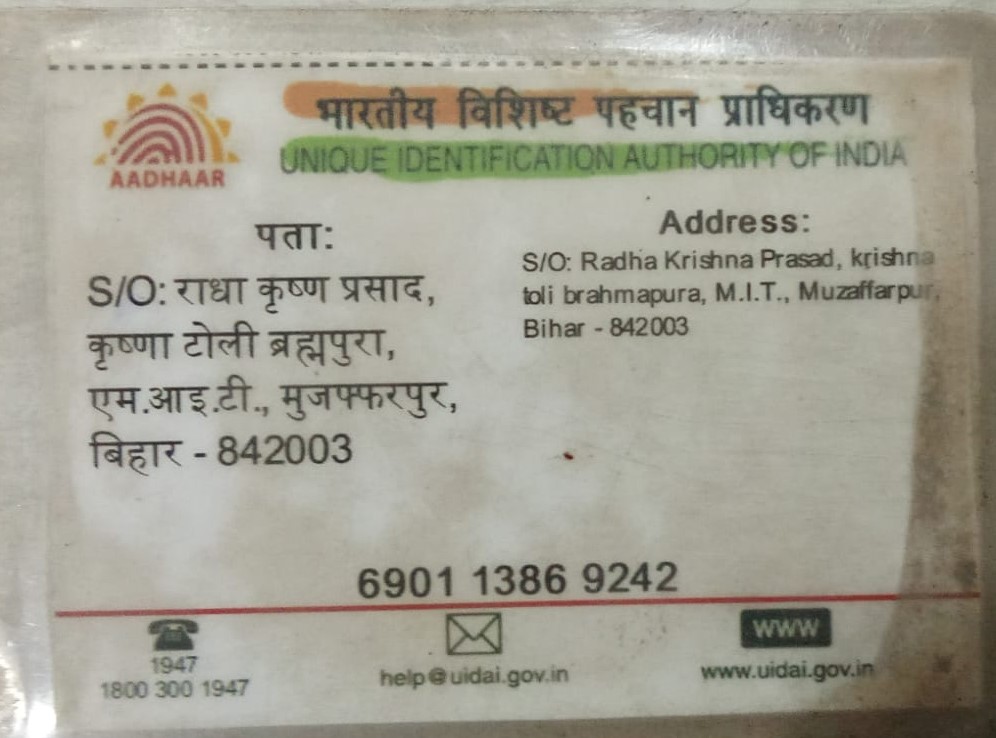 भारतीय विशिष्ट पहचान प्राधिकरण
UNIQUE IDENTIFICATION AUTHORITY OF INDIA
AADHAAR
पता:
S/O: राधा कृष्ण प्रसाद,
कृष्णा टोली ब्रह्मपुरा,
एम.आइ.टी., मुजफ्फरपुर,
बिहार - 842003
Address:
S/O: Radha Krishna Prasad, krishna
toli brahmapura, M.I.T., Muzaffarpur,
Bihar - 842003
6901 1386 9242
1947
1800 300 1947
help@uidai.gov.in
WWW
www.uidai.gov.in